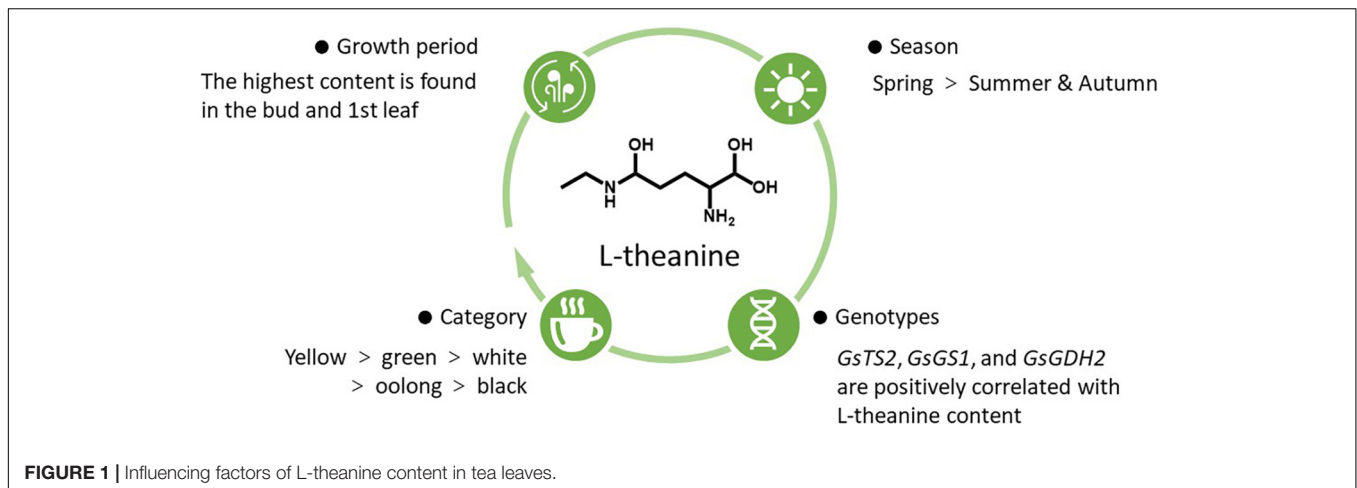 ● Growth period
The highest content is found
in the bud and 1st leaf
● Season
Spring > Summer & Autumn
OH
OH
N
H
OH
NH₂
L-theanine
● Category
Yellow > green > white
> oolong > black
● Genotypes
GsTS2, GsGS1, and GsGDH2
are positively correlated with
L-theanine content
FIGURE 1 | Influencing factors of L-theanine content in tea leaves.